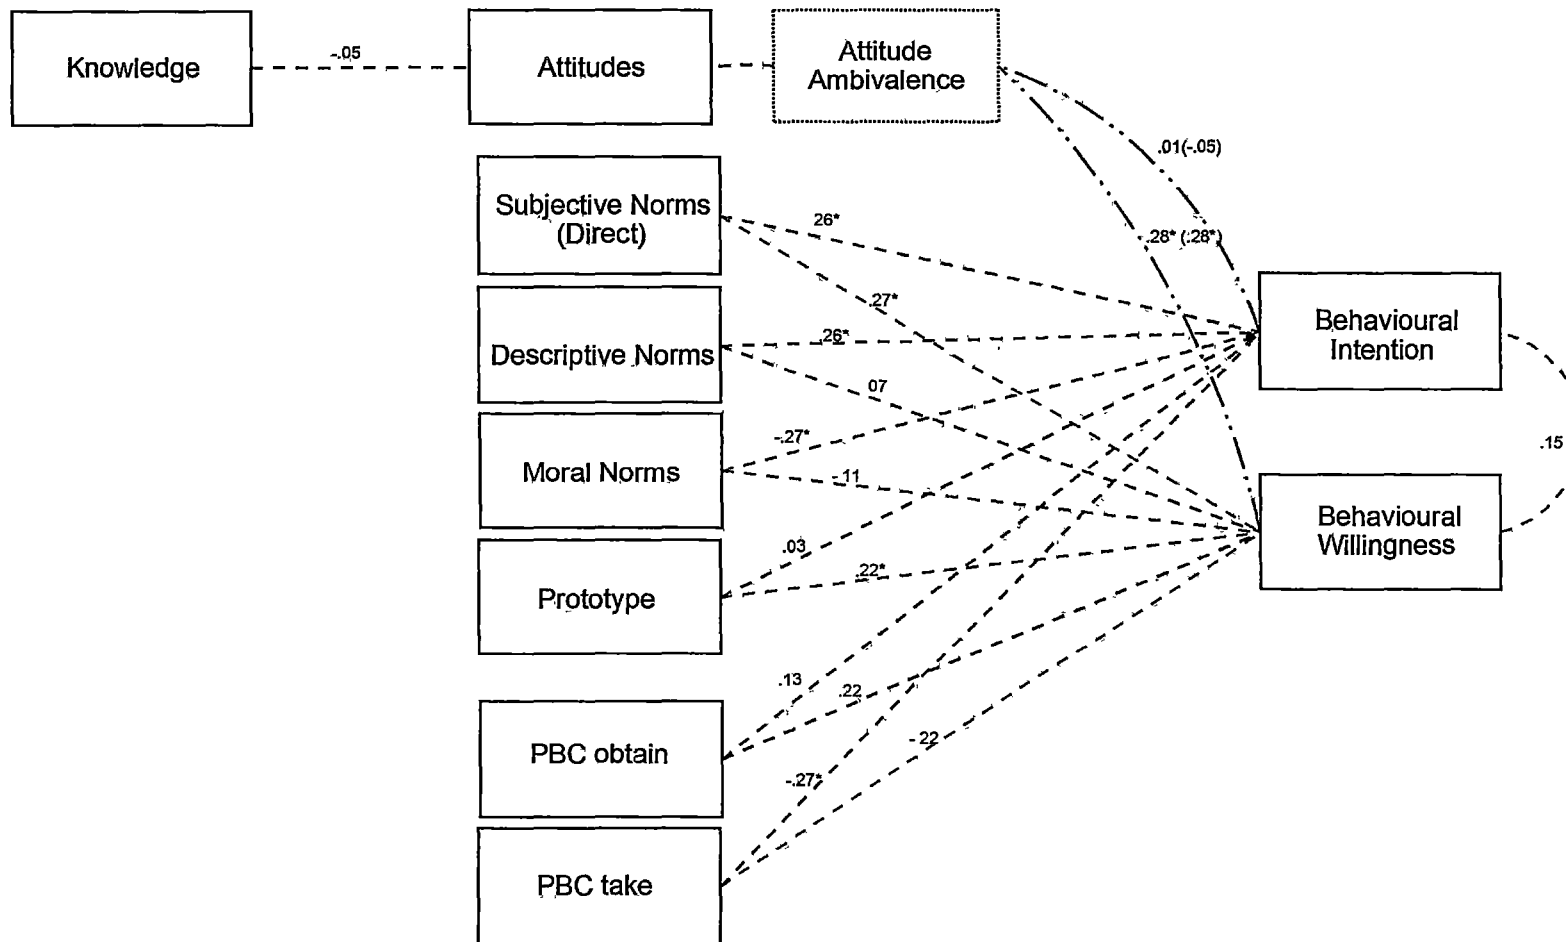 Knowledge
-.05
Attitudes
Attitude
Ambivalence
.01(-.05)
Subjective Norms
(Direct)
26*
.28* (.28*)
.27*
Behavioural
Intention
Descriptive Norms
.26*
07
Moral Norms
-.27*
-.11
.15
Behavioural
Willingness
Prototype
.03
.22*
PBC obtain
.13
.22
-.27*
- 22
PBC take